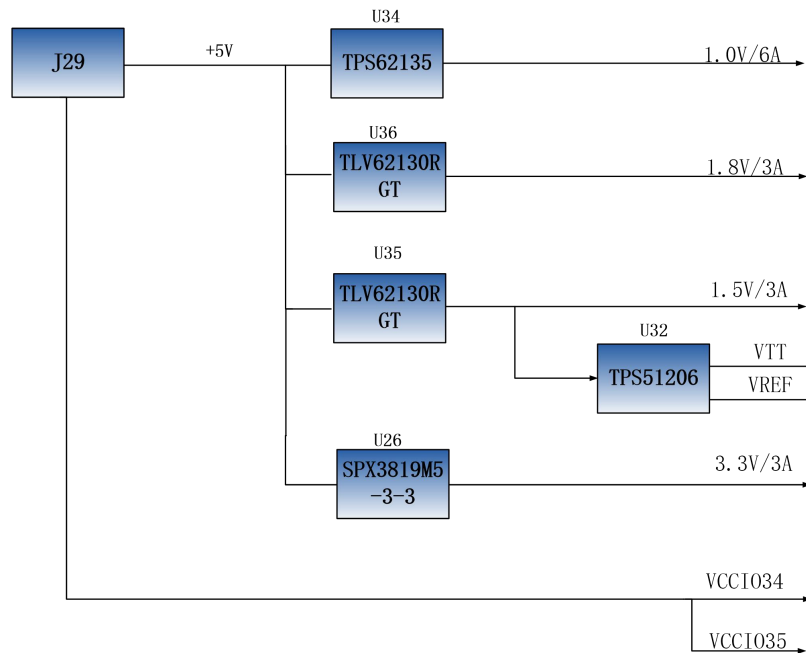 U34
J29
+5V
TPS62135
1.0V/6A
U36
TLV62130R
GT
1.8V/3A
U35
TLV62130R
GT
1.5V/3A
U32
TPS51206
VTT
VREF
U26
SPX3819M5
-3-3
3.3V/3A
VCCIO34
VCCIO35